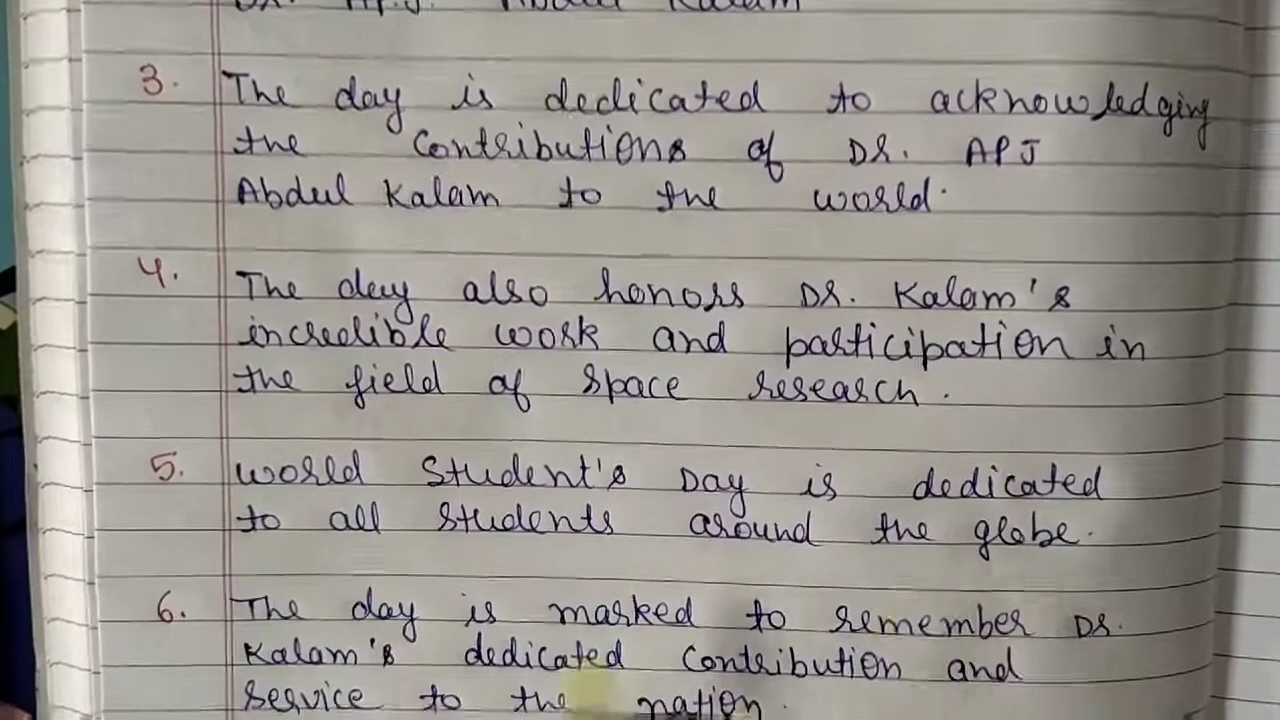 Dr. A.P.J. Abdul Kalam
3. The day is dedicated to acknowledging
the Contributions of Dr. APJ
Abdul Kalam to the world.
4. The day also honors Dr. Kalam's
incredible work and participation in
the field of space research.
5. World Student's Day is dedicated
to all students around the globe.
6. The day is marked to remember Dr.
Kalam's dedicated Contribution and
service to the nation.